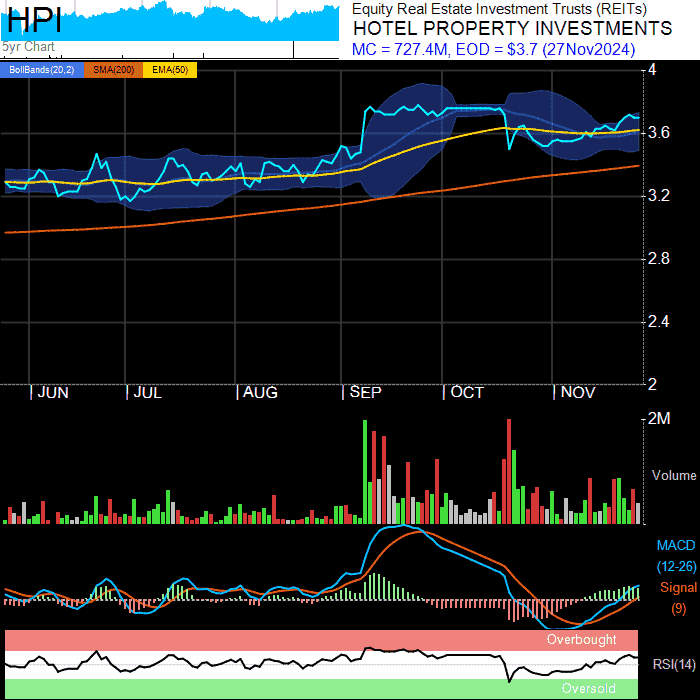 HPI
5yr Chart
Equity Real Estate Investment Trusts (REITs)
HOTEL PROPERTY INVESTMENTS
MC = 727.4M, EOD = $3.7 (27Nov2024)
BollBands(20,2) SMA(200) EMA(50)
4
3.6
3.2
2.8
2.4
2
JUN JUL AUG SEP OCT NOV
2M
Volume
MACD
(12-26)
Signal
(9)
Overbought
RSI(14)
Oversold